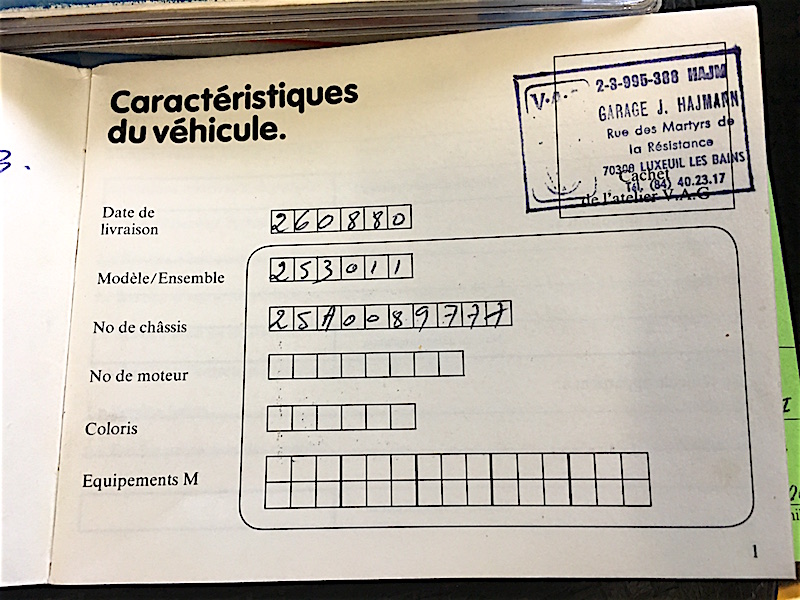 Caractéristiques
du véhicule.
V.A.G
2-3-995-388 HAJM
GARAGE J. HAJMANN
Rue des Martyrs de
la Résistance
70300 LUXEUIL LES BAINS
Tél. (84) 40.23.17
Cachet
de l'atelier V.A.G
Date de
livraison
260880
Modèle/Ensemble
253011
No de châssis
25A0089777
No de moteur
Coloris
Equipements M
1